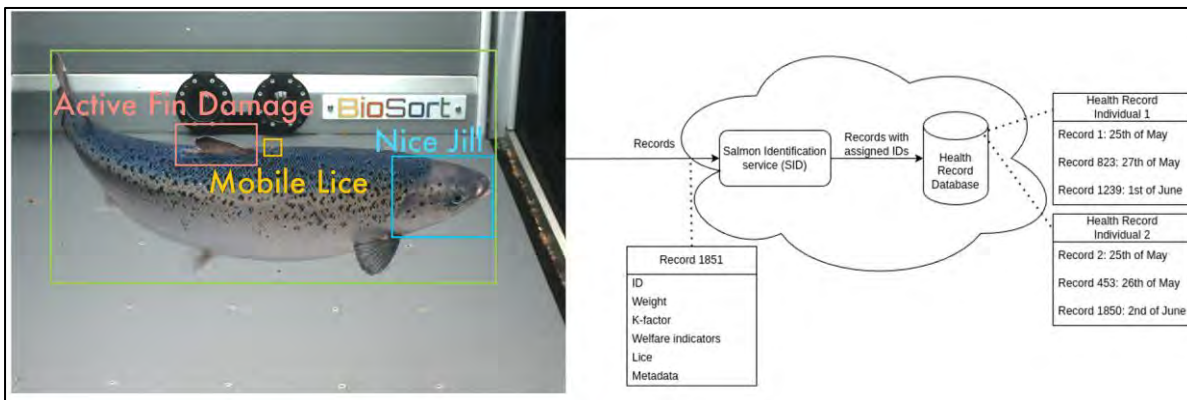 Active Fin Damage
BioSort
Nice Jill
Mobile Lice
Records
Salmon Identification
service (SID)
Records with
assigned IDs
Health
Record
Database
Health Record
Individual 1
Record 1: 25th of May
Record 823: 27th of May
Record 1239: 1st of June
Health Record
Individual 2
Record 2: 25th of May
Record 453: 26th of May
Record 1850: 2nd of June
Record 1851
ID
Weight
K-factor
Welfare indicators
Lice
Metadata